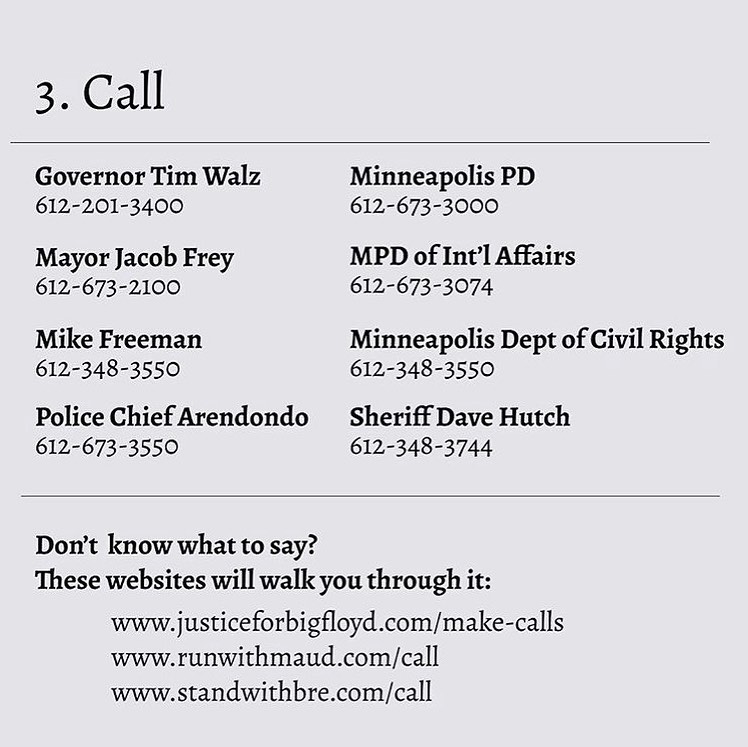 3. Call
Governor Tim Walz
612-201-3400
Mayor Jacob Frey
612-673-2100
Mike Freeman
612-348-3550
Police Chief Arendondo
612-673-3550
Minneapolis PD
612-673-3000
MPD of Int'l Affairs
612-673-3074
Minneapolis Dept of Civil Rights
612-348-3550
Sheriff Dave Hutch
612-348-3744
Don't know what to say?
These websites will walk you through it:
www.justiceforbigfloyd.com/make-calls
www.runwithmaud.com/call
www.standwithbre.com/call